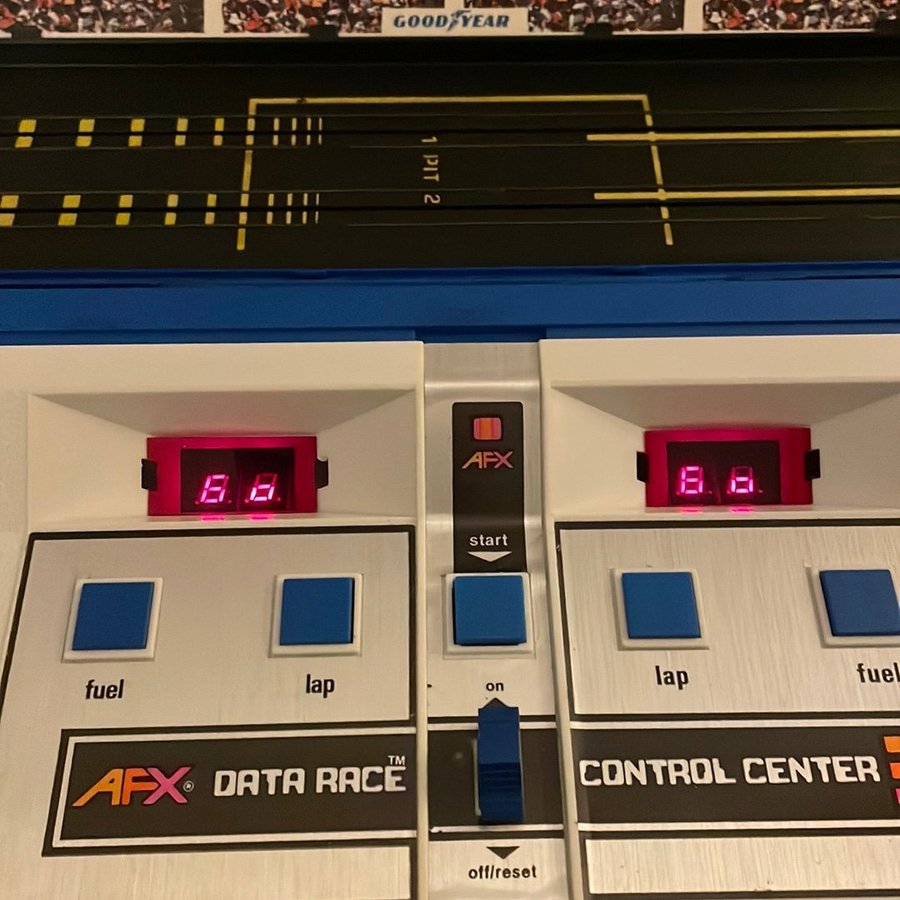 GOODYEAR
1 PIT 2
AFX
start
fuel
lap
on
lap
fuel
AFX® DATA RACE™
CONTROL CENTER
off/reset